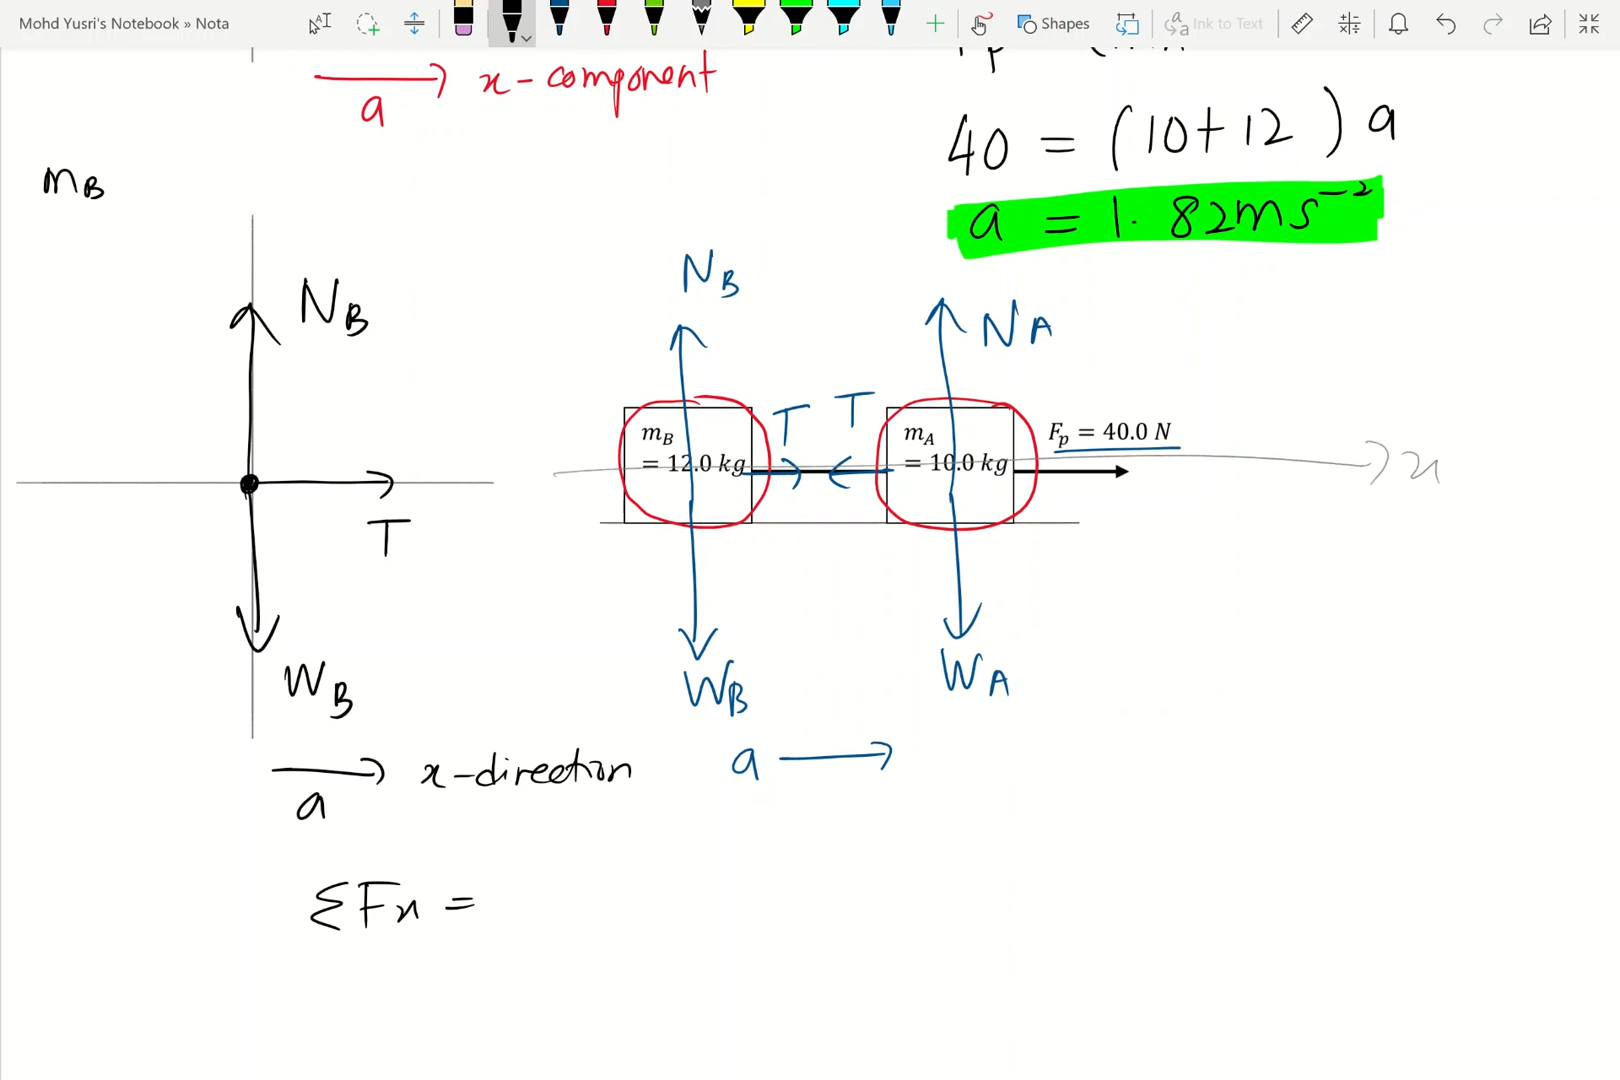 Mohd Yusri's Notebook » Nota
Shapes
Ink to Text
a
x-component
40 = (10+12) a
a = 1.82ms⁻²
mB
NB
T
WB
a
x-direction
ΣFx =
NB
NA
T
T
mB
= 12.0 kg
mA
= 10.0 kg
Fp = 40.0 N
x
WB
WA
a